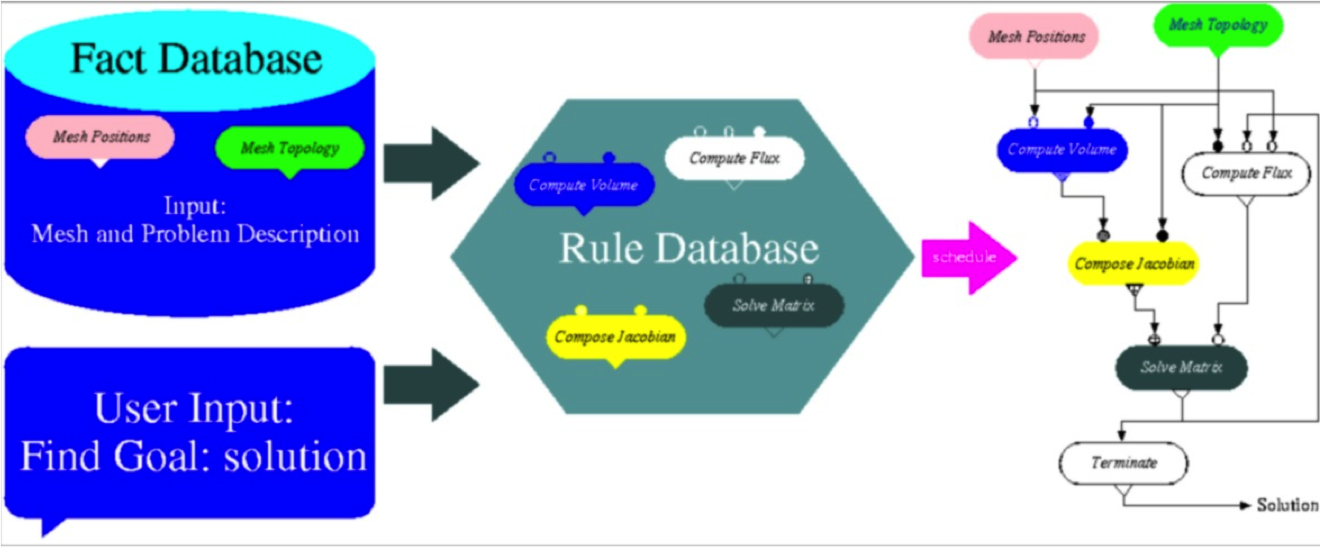 Fact Database
Mesh Positions
Mesh Topology
Input:
Mesh and Problem Description
User Input:
Find Goal: solution
Compute Flux
Compute Volume
Rule Database
Solve Matrix
Compose Jacobian
schedule
Mesh Positions
Mesh Topology
Compute Volume
Compute Flux
Compose Jacobian
Solve Matrix
Terminate
Solution